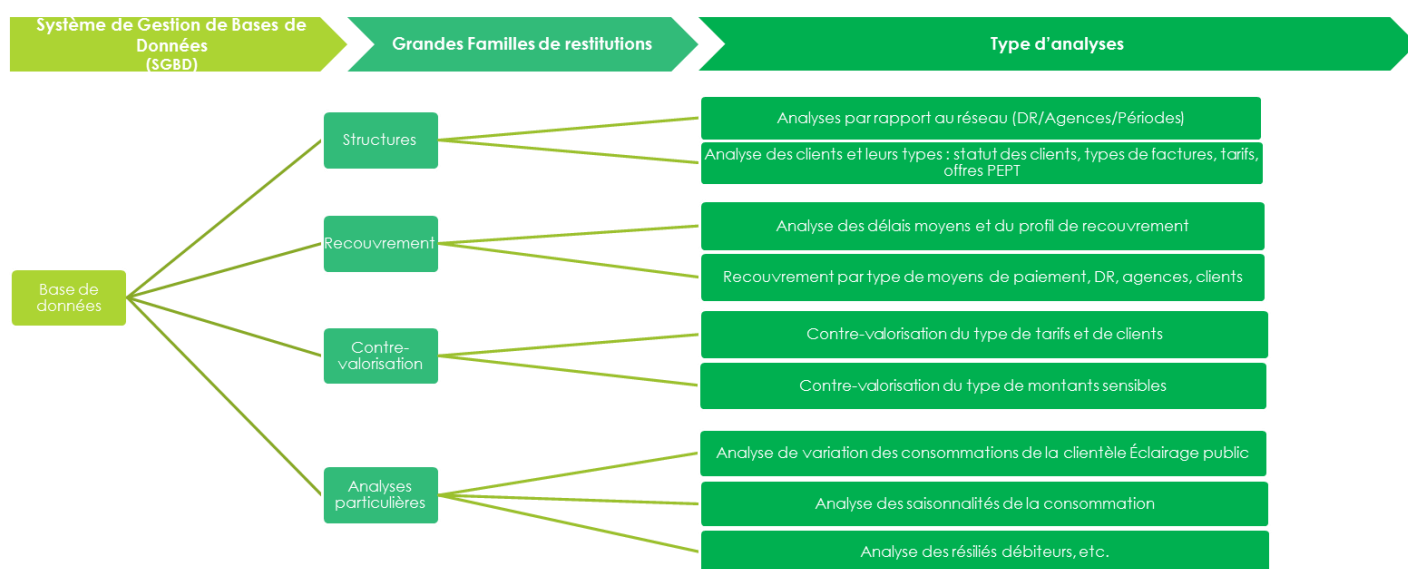 Système de Gestion de Bases de
Données
(SGBD)
Grandes Familles de restitutions
Type d'analyses
Base de
données
Structures
Analyses par rapport au réseau (DR/Agences/Périodes)
Analyse des clients et leurs types : statut des clients, types de factures, tarifs,
offres PEPT
Recouvrement
Analyse des délais moyens et du profil de recouvrement
Recouvrement par type de moyens de paiement, DR, agences, clients
Contre-
valorisation
Contre-valorisation du type de tarifs et de clients
Contre-valorisation du type de montants sensibles
Analyses
particulières
Analyse de variation des consommations de la clientèle Éclairage public
Analyse des saisonnalités de la consommation
Analyse des résiliés débiteurs, etc.